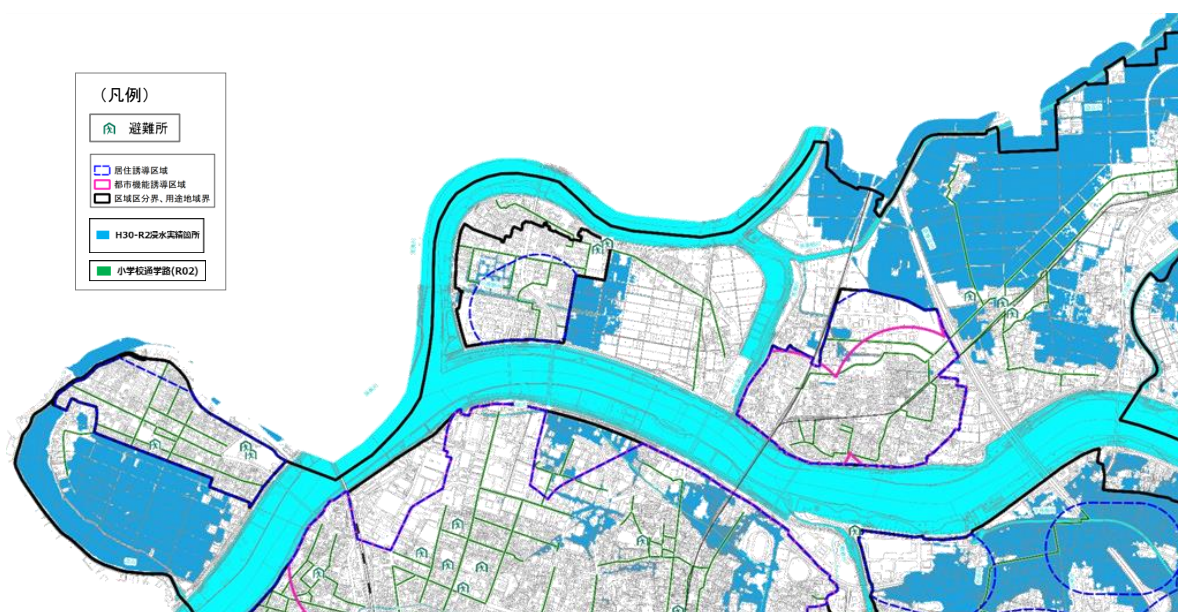 (凡例)
避難所
居住誘導区域
都市機能誘導区域
区域区分界、用途地域界
H30-R2浸水実績箇所
小学校通学路(R02)